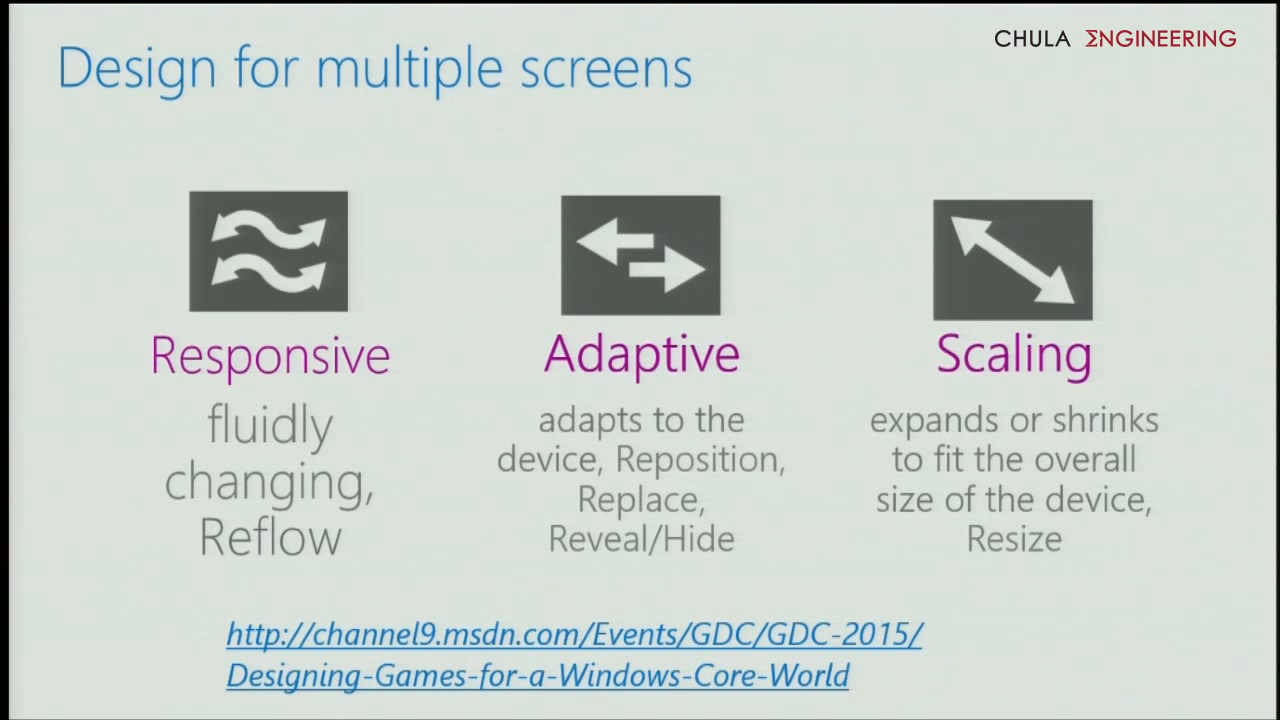 Design for multiple screens
CHULA ΣNGINEERING
Responsive
fluidly
changing,
Reflow
Adaptive
adapts to the
device, Reposition,
Replace,
Reveal/Hide
Scaling
expands or shrinks
to fit the overall
size of the device,
Resize
http://channel9.msdn.com/Events/GDC/GDC-2015/
Designing-Games-for-a-Windows-Core-World